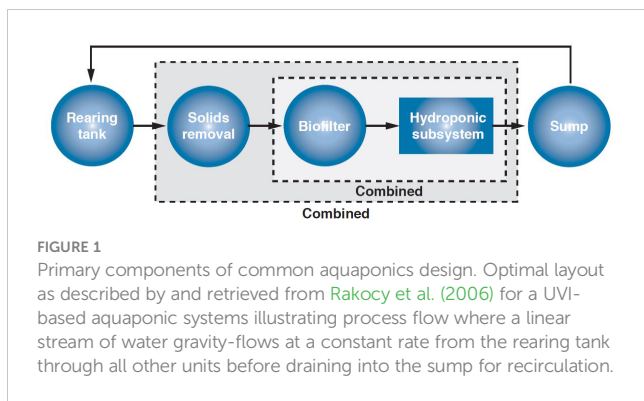 Rearing
tank
Solids
removal
Biofilter
Hydroponic
subsystem
Sump
Combined
Combined
FIGURE 1
Primary components of common aquaponics design. Optimal layout
as described by and retrieved from Rakocy et al. (2006) for a UVI-
based aquaponic systems illustrating process flow where a linear
stream of water gravity-flows at a constant rate from the rearing tank
through all other units before draining into the sump for recirculation.